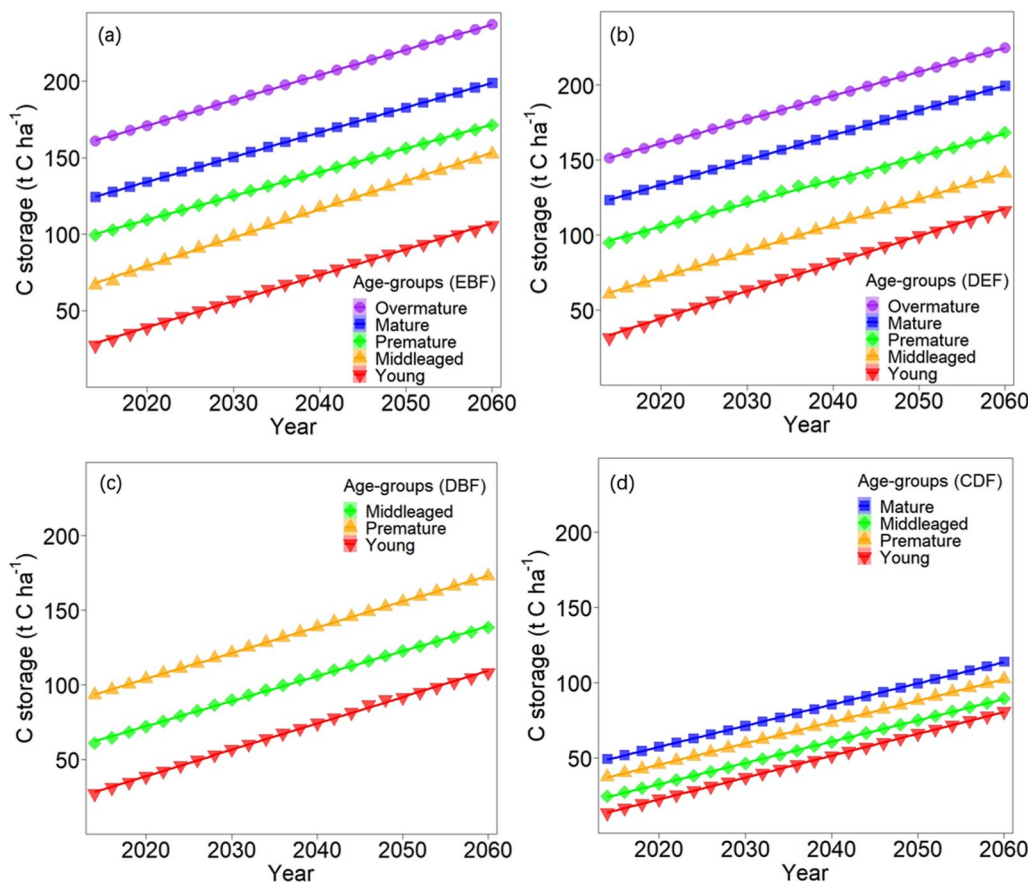 (a)
C storage (t C ha⁻¹)
200
150
100
50
Age-groups (EBF)
Overmature
Mature
Premature
Middleaged
Young
2020 2030 2040 2050 2060
Year
(b)
C storage (t C ha⁻¹)
200
150
100
50
Age-groups (DEF)
Overmature
Mature
Premature
Middleaged
Young
2020 2030 2040 2050 2060
Year
(c)
C storage (t C ha⁻¹)
200
150
100
50
Age-groups (DBF)
Middleaged
Premature
Young
2020 2030 2040 2050 2060
Year
(d)
C storage (t C ha⁻¹)
200
150
100
50
Age-groups (CDF)
Mature
Middleaged
Premature
Young
2020 2030 2040 2050 2060
Year